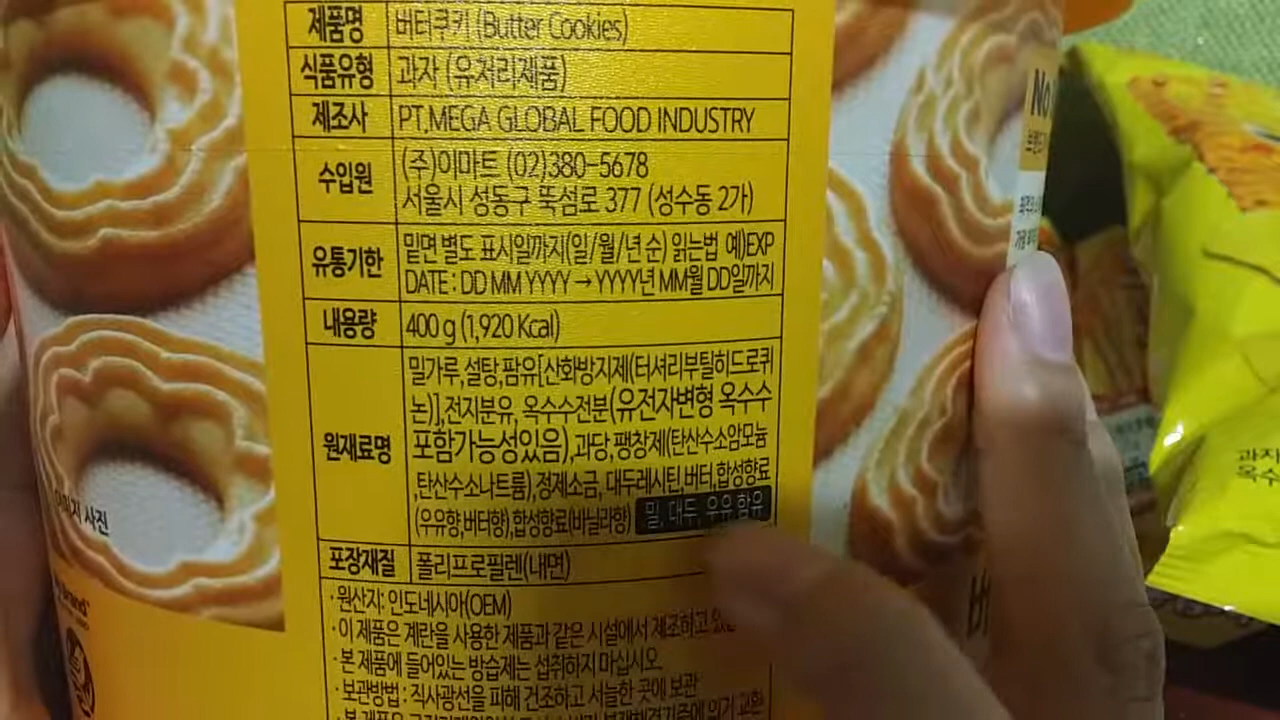 제품명 버터쿠키 (Butter Cookies)
식품유형 과자 (유처리제품)
제조사 PT.MEGA GLOBAL FOOD INDUSTRY
수입원 (주)이마트 (02)380-5678
서울시 성동구 뚝섬로 377 (성수동 2가)
유통기한 밑면 별도 표시일까지(일/월/년 순) 읽는법 예)EXP
DATE : DD MM YYYY → YYYY년 MM월 DD일까지
내용량 400 g (1,920 Kcal)
원재료명 밀가루, 설탕, 팜유[산화방지제(터셔리부틸히드로퀴
논)], 전지분유, 옥수수전분(유전자변형 옥수수
포함가능성있음), 과당, 팽창제(탄산수소암모늄
,탄산수소나트륨), 정제소금, 대두레시틴, 버터, 합성향료
(우유향,버터향), 합성향료(바닐라향) 밀, 대두, 우유 함유
포장재질 폴리프로필렌(내면)
·원산지: 인도네시아(OEM)
·이 제품은 계란을 사용한 제품과 같은 시설에서 제조하고
·본 제품에 들어있는 방습제는 섭취하지 마십시오
·보관방법 : 직사광선을 피해 건조하고 서늘한 곳에 보관
사진
No
과자
옥수